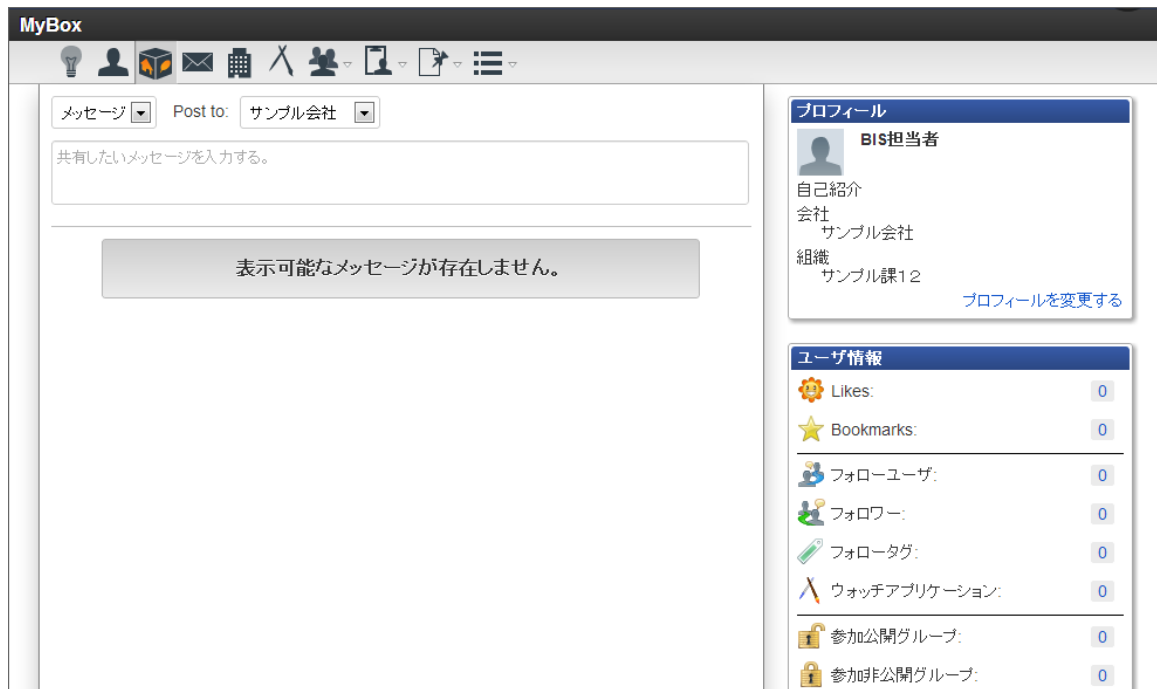 MyBox
メッセージ Post to: サンプル会社
共有したいメッセージを入力する。
表示可能なメッセージが存在しません。
プロフィール
BIS担当者
自己紹介
会社
サンプル会社
組織
サンプル課12
プロフィールを変更する
ユーザ情報
Likes: 0
Bookmarks: 0
フォローユーザ: 0
フォロワー: 0
フォロータグ: 0
ウォッチアプリケーション: 0
参加公開グループ: 0
参加非公開グループ: 0